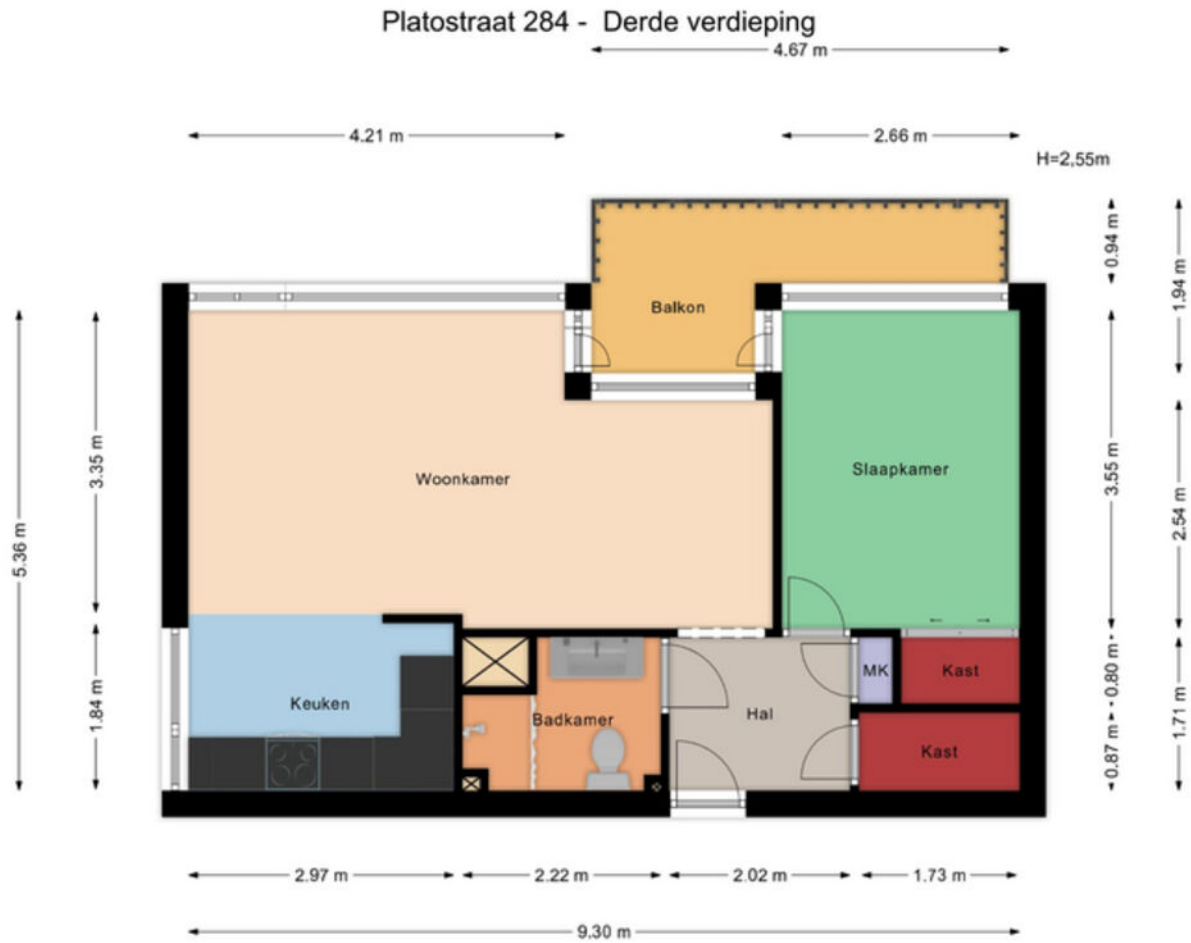 Platostraat 284 - Derde verdieping
4.67 m
4.21 m
2.66 m
H=2,55m
0.94 m
1.94 m
Balkon
5.36 m
3.35 m
Woonkamer
Slaapkamer
3.55 m
2.54 m
1.84 m
Keuken
Badkamer
Hal
MK
Kast
Kast
0.80 m
0.87 m
1.71 m
2.97 m
2.22 m
2.02 m
1.73 m
9.30 m